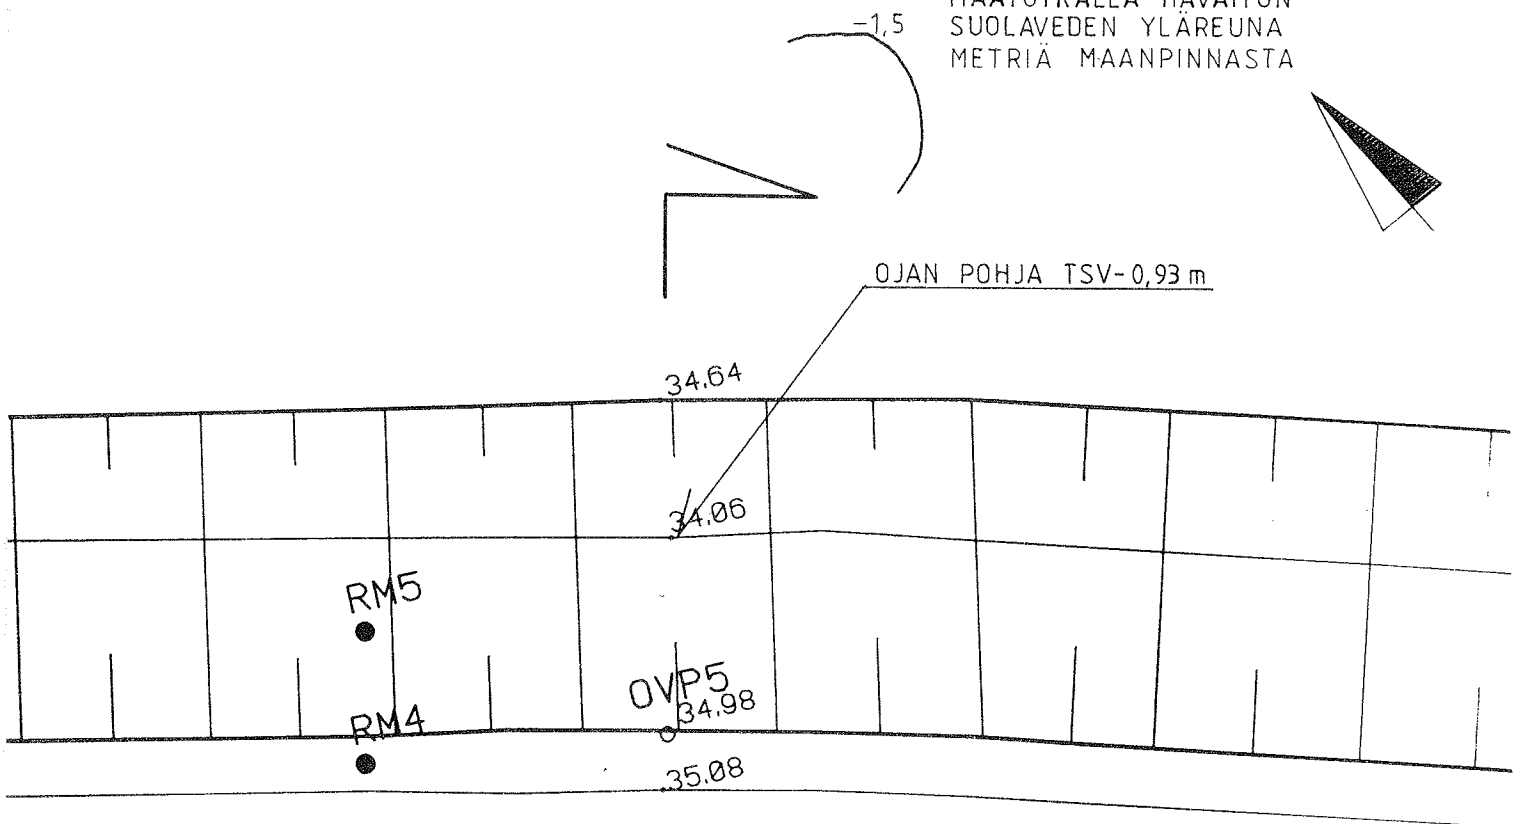 MAATUTKALLA HAVAITUN
-1,5 SUOLAVEDEN YLÄREUNA
METRIÄ MAANPINNASTA
OJAN POHJA TSV-0,93 m
34.64
34.06
RM5
OVP5
34.98
RM4
35.08